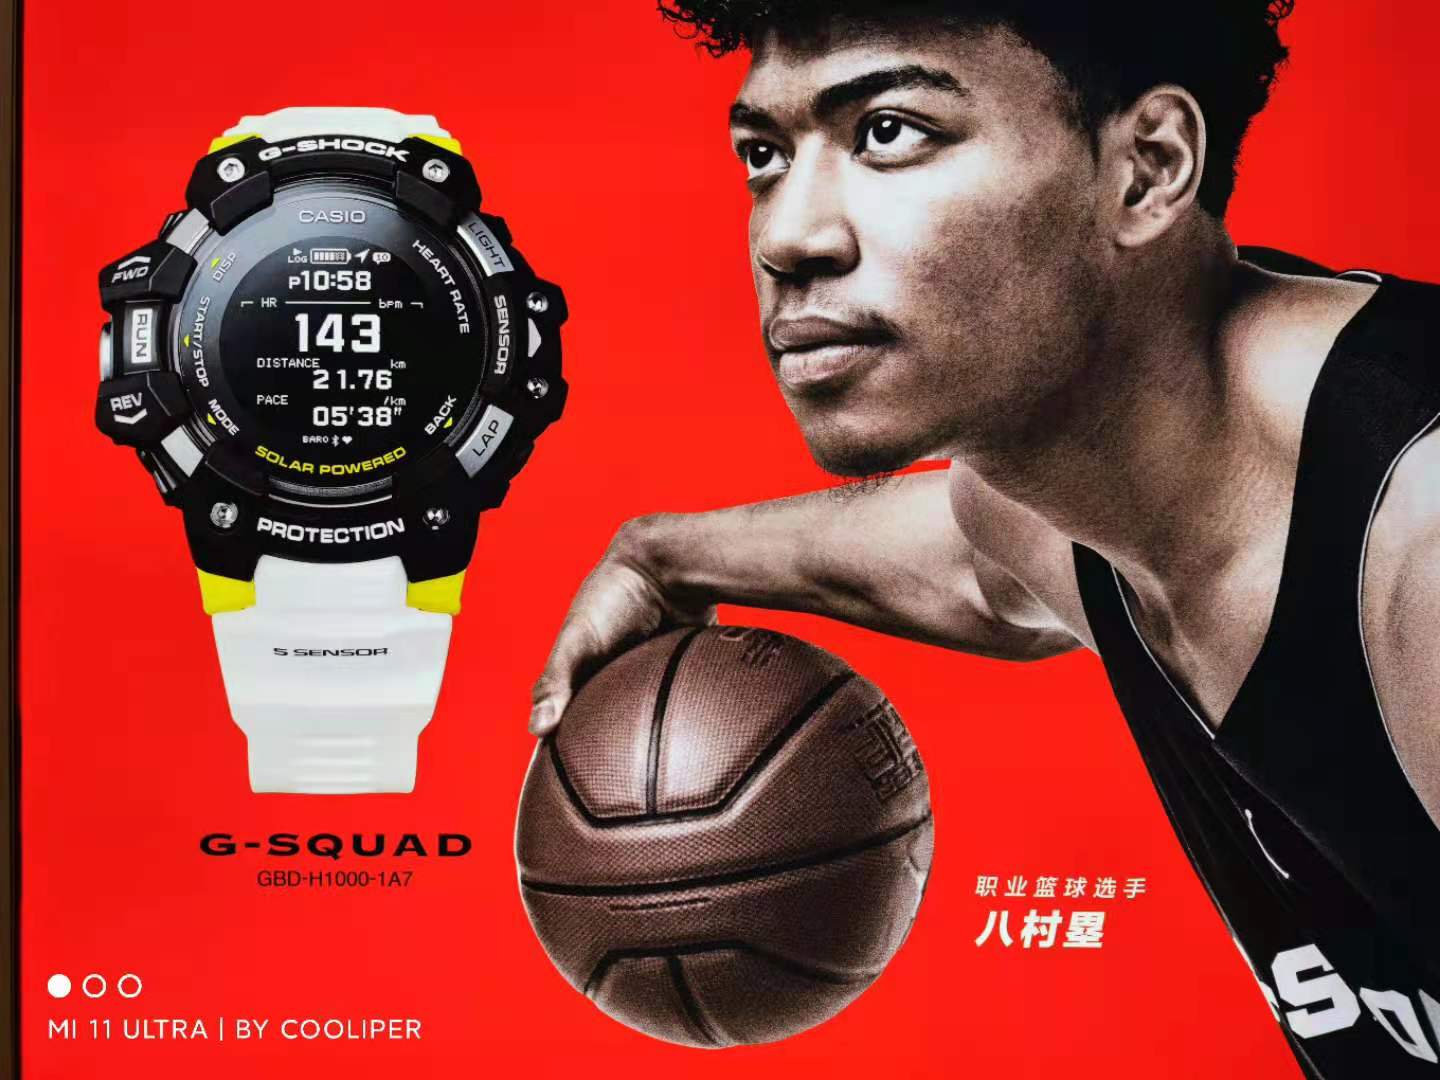 G-SHOCK
CASIO
LIGHT
DISP
HEART RATE
FWD
LOG
10
P10:58
HR bpm
143
SENSOR
RUN
START/STOP
DISTANCE km
21.76
PACE /km
05'38"
REV
MODE
BACK
LAP
BARO
SOLAR POWERED
PROTECTION
5 SENSOR
G-SQUAD
GBD-H1000-1A7
职业篮球选手
八村塁
MI 11 ULTRA | BY COOLIPER